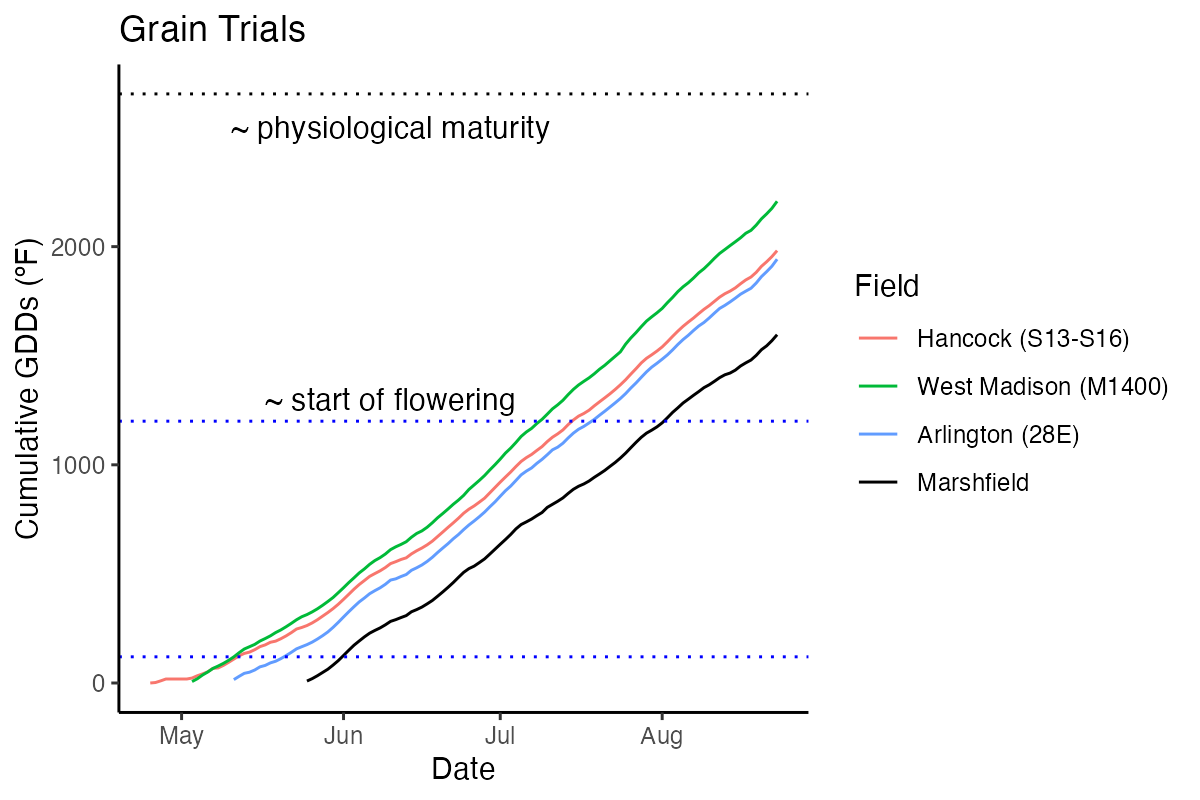 Grain Trials
~ physiological maturity
~ start of flowering
Cumulative GDDs (°F)
2000
1000
0
May Jun Jul Aug
Date
Field
Hancock (S13-S16)
West Madison (M1400)
Arlington (28E)
Marshfield